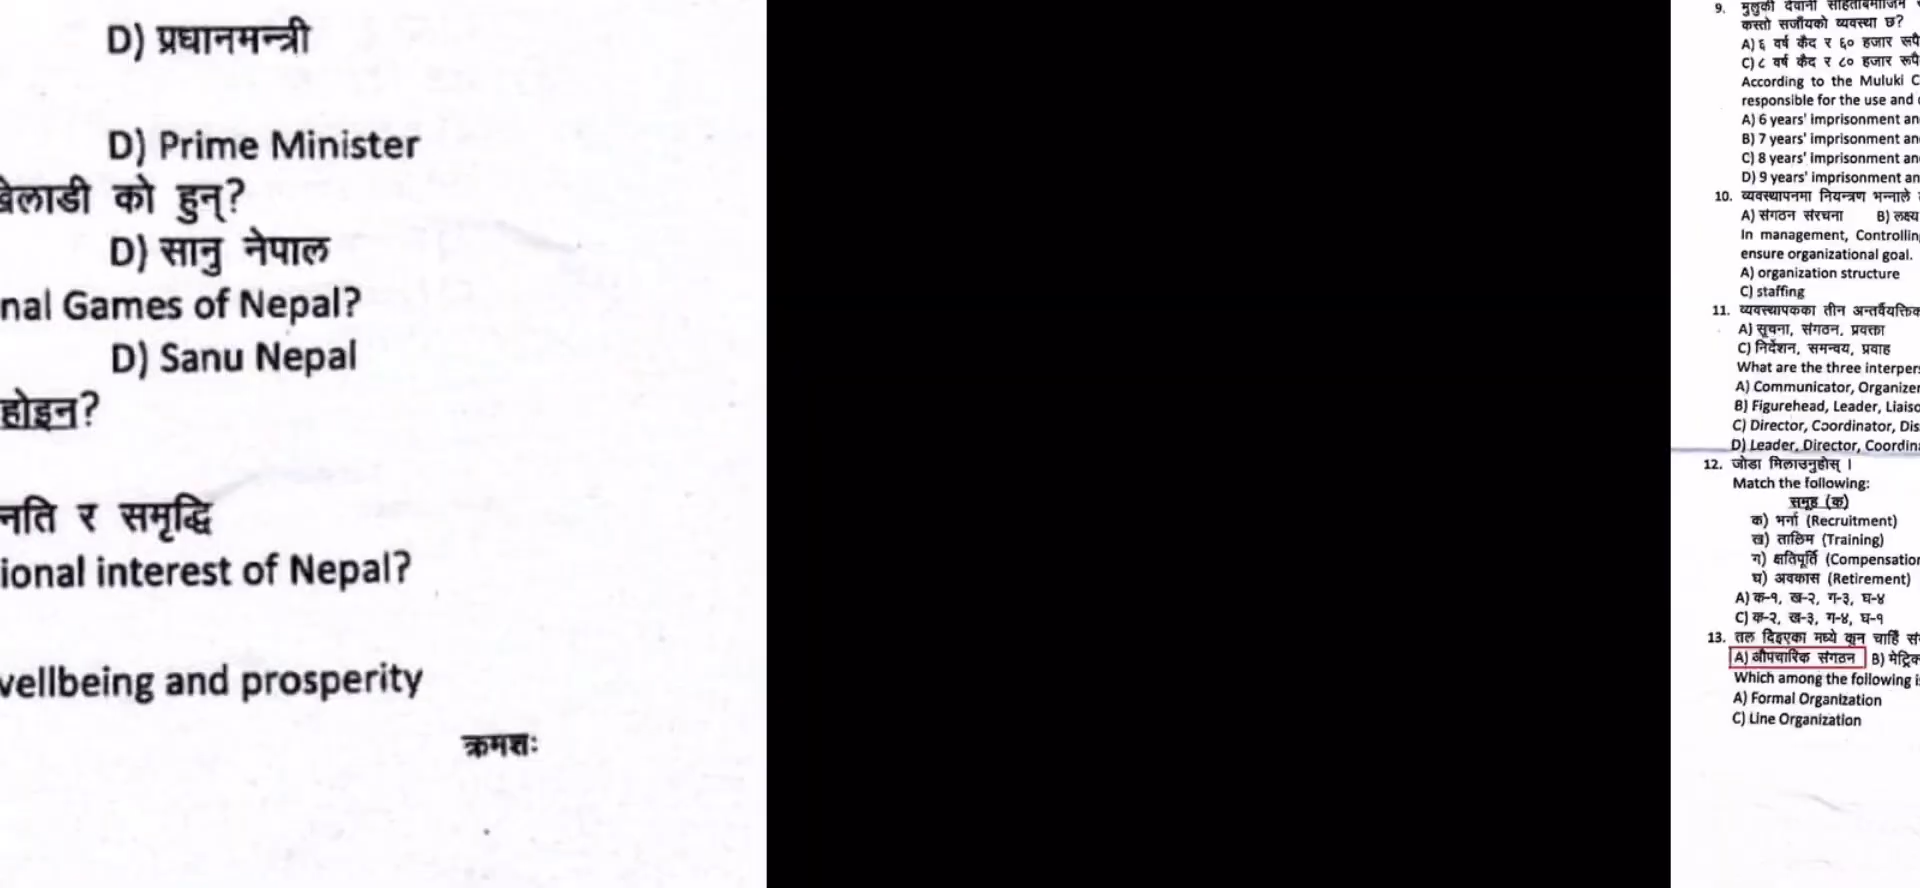 D) प्रधानमन्त्री
D) Prime Minister
खेलाडी को हुन्?
D) सानु नेपाल
nal Games of Nepal?
D) Sanu Nepal
होइन?
नति र समृद्धि
ional interest of Nepal?
wellbeing and prosperity
क्रमशः
9. मुलुकी देवानी संहिताबमोजिम
कस्तो सजाँयको व्यवस्था छ?
A) ६ वर्ष कैद र ६० हजार रूपै
C) ८ वर्ष कैद र ८० हजार रूपै
According to the Muluki C
responsible for the use and
A) 6 years' imprisonment an
B) 7 years' imprisonment an
C) 8 years' imprisonment an
D) 9 years' imprisonment an
10. व्यवस्थापनमा नियन्त्रण भन्नाले
A) संगठन संरचना B) लक्ष्य
In management, Controllin
ensure organizational goal.
A) organization structure
C) staffing
11. व्यवस्थापकका तीन अन्तर्वैयक्तिक
A) सूचना, संगठन, प्रवक्ता
C) निर्देशन, समन्वय, प्रवाह
What are the three interper
A) Communicator, Organizer
B) Figurehead, Leader, Liaiso
C) Director, Coordinator, Dis
D) Leader, Director, Coordin
12. जोडा मिलाउनुहोस् ।
Match the following:
समूह (क)
क) भर्ना (Recruitment)
ख) तालिम (Training)
ग) क्षतिपूर्ति (Compensation
घ) अवकास (Retirement)
A) क-१, ख-२, ग-३, घ-४
C) क-२, ख-३, ग-४, घ-१
13. तल दिइएका मध्ये कुन चाहिँ सं
A) औपचारिक संगठन B) मेट्रिक
Which among the following i
A) Formal Organization
C) Line Organization